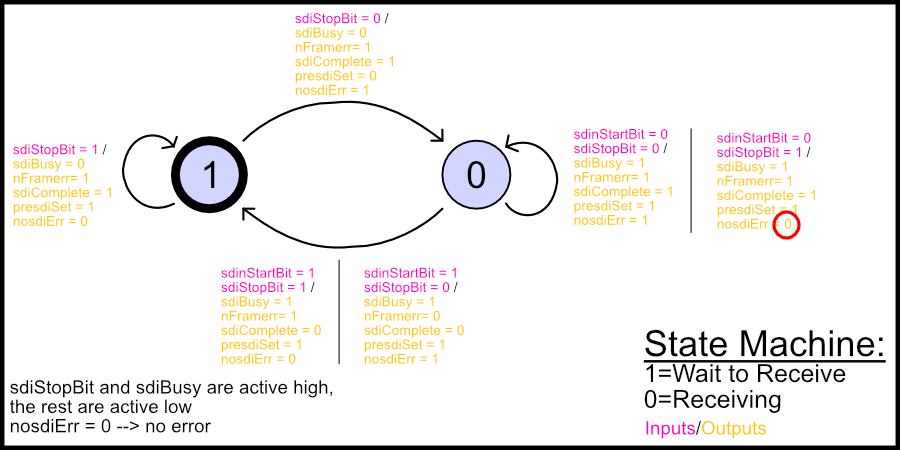 sdiStopBit = 0 /
sdiBusy = 0
nFramerr= 1
sdiComplete = 1
presdiSet = 0
nosdiErr = 1
sdiStopBit = 1 /
sdiBusy = 0
nFramerr= 1
sdiComplete = 1
presdiSet = 1
nosdiErr = 0
1
0
sdinStartBit = 0
sdiStopBit = 0 /
sdiBusy = 1
nFramerr= 1
sdiComplete = 1
presdiSet = 1
nosdiErr = 1
sdinStartBit = 0
sdiStopBit = 1 /
sdiBusy = 1
nFramerr= 1
sdiComplete = 1
presdiSet = 1
nosdiErr = 0
sdinStartBit = 1
sdiStopBit = 1 /
sdiBusy = 1
nFramerr= 1
sdiComplete = 0
presdiSet = 1
nosdiErr = 0
sdinStartBit = 1
sdiStopBit = 0 /
sdiBusy = 1
nFramerr= 0
sdiComplete = 0
presdiSet = 1
nosdiErr = 1
sdiStopBit and sdiBusy are active high,
the rest are active low
nosdiErr = 0 --> no error
State Machine:
1=Wait to Receive
0=Receiving
Inputs/Outputs